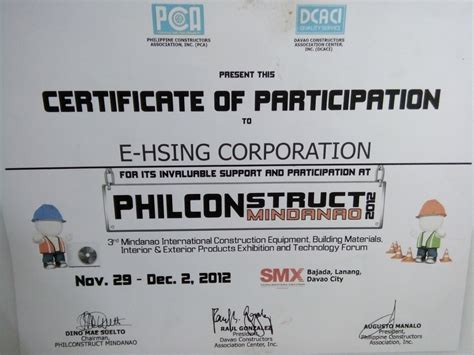 PCA
DCACI
QUALITY SERVICE
PHILIPPINE CONSTRUCTORS
ASSOCIATION, INC. (PCA)
DAVAO CONSTRUCTORS
ASSOCIATION CENTER,
INC. (DCACI)
PRESENT THIS
CERTIFICATE OF PARTICIPATION
TO
E-HSING CORPORATION
FOR ITS INVALUABLE SUPPORT AND PARTICIPATION AT
PHILCONSTRUCT
MINDANAO
2012
3rd Mindanao International Construction Equipment, Building Materials,
Interior & Exterior Products Exhibition and Technology Forum
Nov. 29 - Dec. 2, 2012
SMX
Bajada, Lanang,
Davao City
DINO MAE SUELTO
Chairman,
PHILCONSTRUCT MINDANAO
RAUL GONZALEZ
President
Davao Constructors
Association Center, Inc.
AUGUSTO MANALO
President,
Philippine Constructors
Association, Inc.